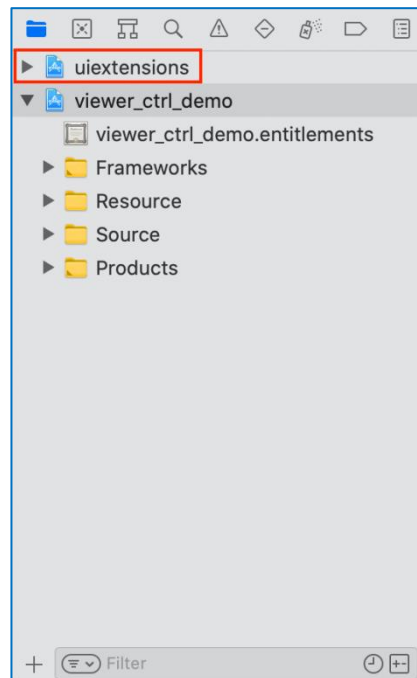 uiextensions
viewer_ctrl_demo
viewer_ctrl_demo.entitlements
Frameworks
Resource
Source
Products
Filter